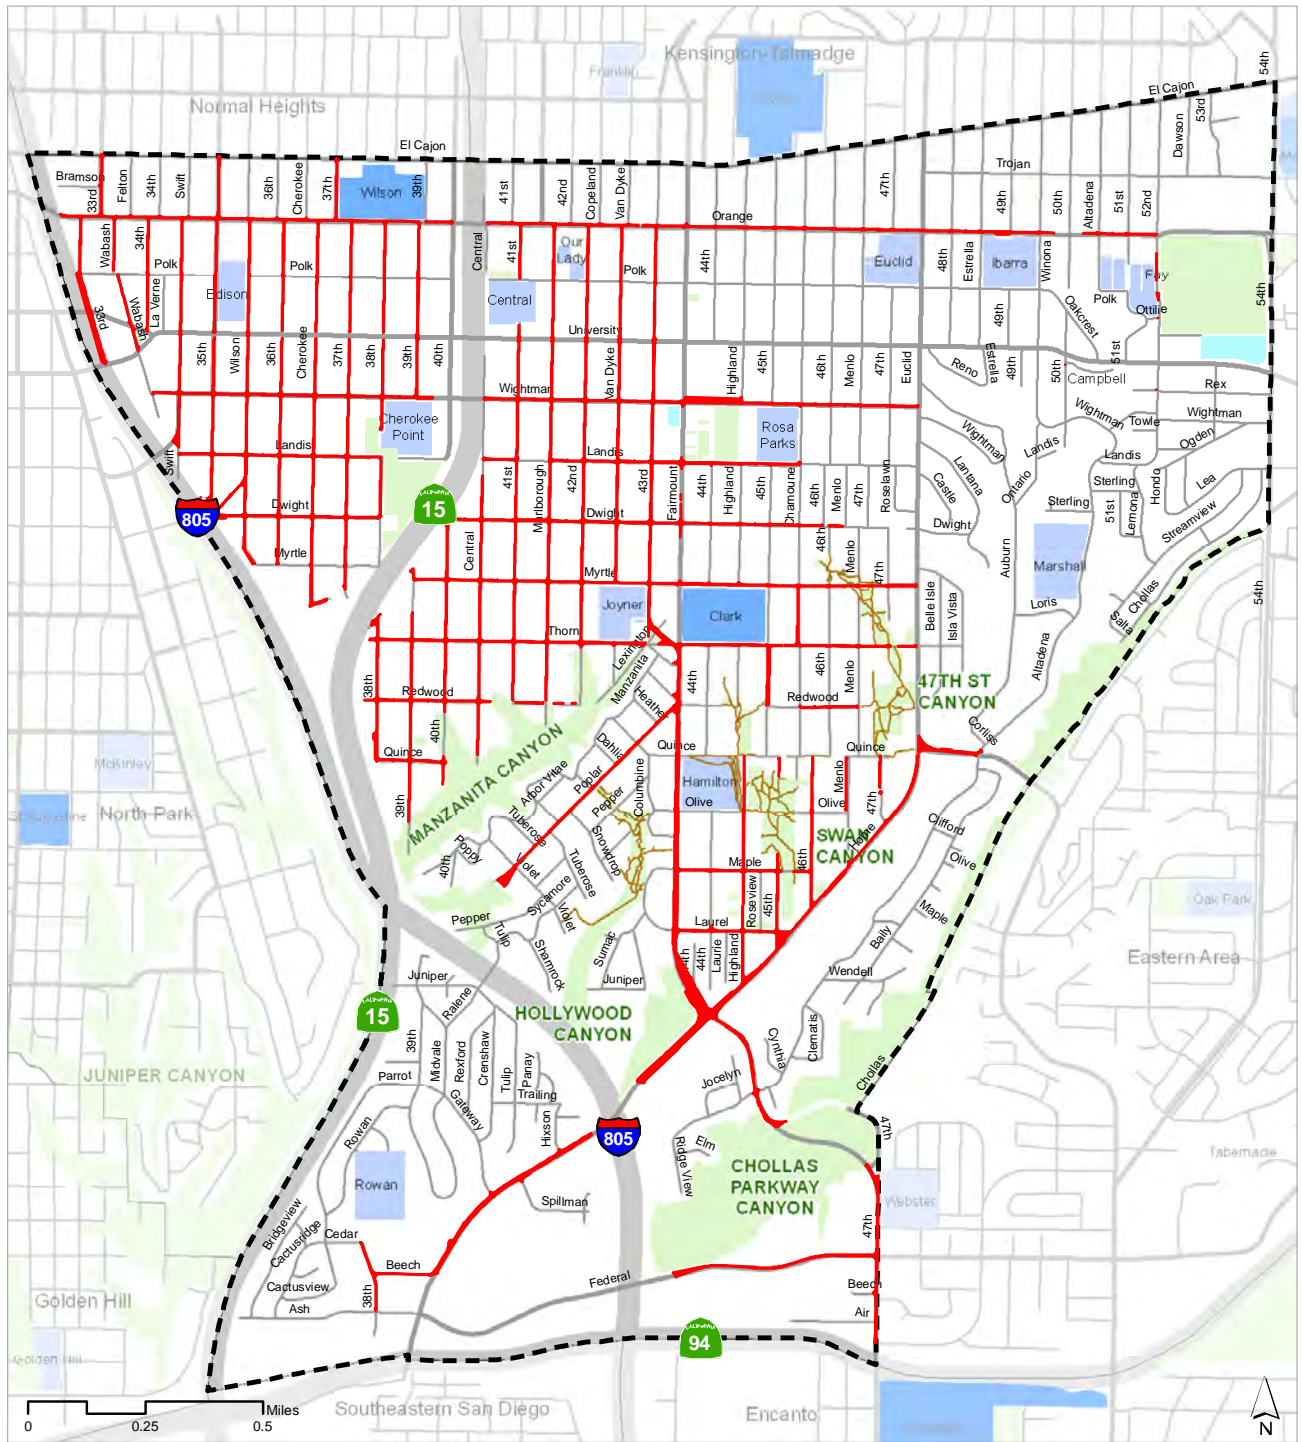 Kensington-Talmadge
Franklin
Normal Heights
54th
El Cajon
El Cajon
53rd
Dawson
Trojan
Bramson
33rd
Felton
34th
Swift
36th
Cherokee
37th
Wilson
39th
41st
42nd
Copeland
Van Dyke
47th
49th
50th
Altadena
51st
52nd
Orange
Wabash
34th
Polk
Polk
Central
41st
Our
Lady
Polk
44th
Euclid
48th
Estrella
Ibarra
Winona
Fay
54th
La Verne
Edison
Central
Polk
Ottilie
33rd
Wabash
University
49th
Oakcrest
51st
35th
Wilson
36th
Cherokee
37th
38th
39th
40th
Van Dyke
Highland
45th
46th
Menlo
47th
Euclid
Reno
Estrella
49th
50th
Campbell
Rex
Wightman
Cherokee
Point
Rosa
Parks
Wightman
Towle
Wightman
Ogden
Landis
Landis
Wightman
Landis
Landis
Swift
41st
Marlborough
42nd
43rd
Fairmount
44th
Highland
45th
Chamoune
46th
Menlo
47th
Roselawn
Castle
Lantana
Ontario
Sterling
Sterling
51st
Lemona
Hondo
Lea
Streamview
CALIFORNIA
15
805
Dwight
Dwight
Dwight
Myrtle
Central
Myrtle
46th
Menlo
47th
Auburn
Marshall
Belle Isle
Isla Vista
Loris
Chollas
Salta
54th
Joyner
Clark
Thorn
Lexington
Manzanita
Heather
44th
46th
Menlo
Altadena
38th
Redwood
40th
Redwood
47TH ST
CANYON
Corliss
Quince
Dahlia
Quince
Quince
MANZANITA CANYON
Arbor Vitae
Poplar
Pepper
Columbine
Hamilton
Olive
Olive
Menlo
47th
McKinley
North Park
St Augustine
39th
Tuberose
Poppy
40th
Violet
Snowdrop
Tuberose
Sycamore
Violet
Maple
46th
SWAN
CANYON
Home
Clifford
Olive
Maple
Roseview
45th
Oak Park
Pepper
Tulip
Shamrock
Sumac
Juniper
Laurel
44th
44th
Laurie
Highland
Baily
Wendell
Eastern Area
Juniper
Ralene
HOLLYWOOD
CANYON
CALIFORNIA
15
39th
Midvale
Rexford
Crenshaw
Tulip
Panay
Trailing
Hixson
Cynthia
Clematis
Chollas
JUNIPER CANYON
Parrot
Gateway
Jocelyn
47th
Rowan
805
Elm
Ridge View
CHOLLAS
PARKWAY
CANYON
Tabernacle
Rowan
Webster
Spillman
Bridgeview
Cactusridge
Cedar
47th
Beech
38th
Federal
Beech
Cactusview
Ash
Air
Golden Hill
Golden Hill
CALIFORNIA
94
Miles
0
0.25
0.5
Southeastern San Diego
Encanto
N